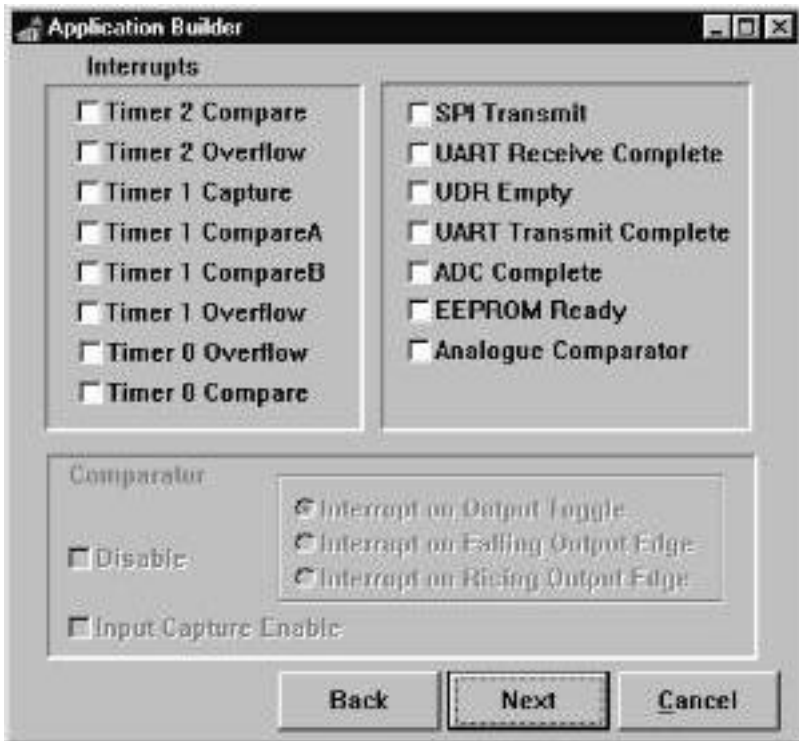 Application Builder
Interrupts
Timer 2 Compare
Timer 2 Overflow
Timer 1 Capture
Timer 1 CompareA
Timer 1 CompareB
Timer 1 Overflow
Timer 0 Overflow
Timer 0 Compare
SPI Transmit
UART Receive Complete
UDR Empty
UART Transmit Complete
ADC Complete
EEPROM Ready
Analogue Comparator
Comparator
Disable
Input Capture Enable
Interrupt on Output Toggle
Interrupt on Falling Output Edge
Interrupt on Rising Output Edge
Back
Next
Cancel